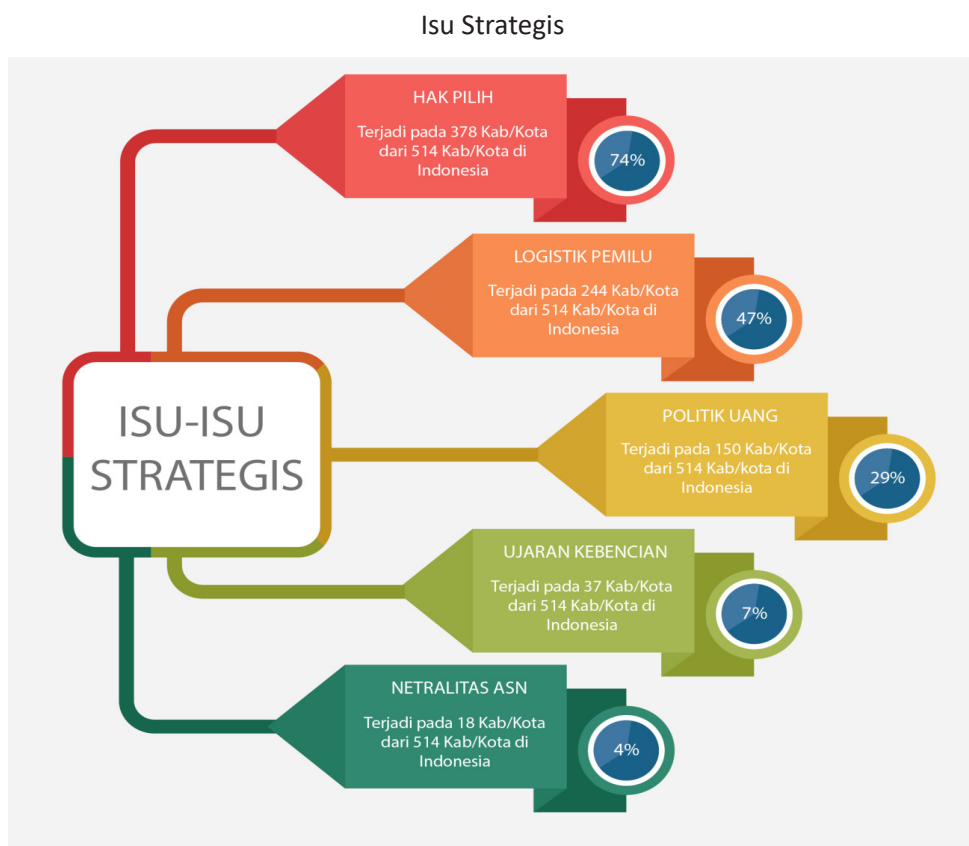 Isu Strategis
HAK PILIH
Terjadi pada 378 Kab/Kota
dari 514 Kab/Kota di
Indonesia
74%
LOGISTIK PEMILU
Terjadi pada 244 Kab/Kota
dari 514 Kab/Kota di
Indonesia
47%
ISU-ISU
STRATEGIS
POLITIK UANG
Terjadi pada 150 Kab/Kota
dari 514 Kab/kota di
Indonesia
29%
UJARAN KEBENCIAN
Terjadi pada 37 Kab/Kota
dari 514 Kab/Kota di
Indonesia
7%
NETRALITAS ASN
Terjadi pada 18 Kab/Kota
dari 514 Kab/Kota di
Indonesia
4%